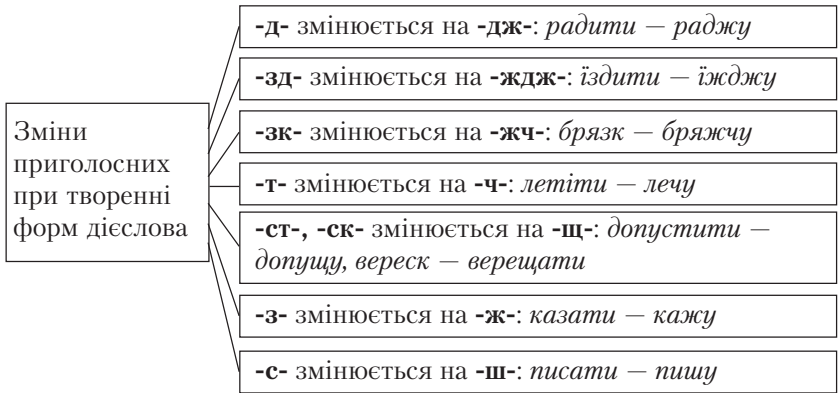 Зміни
приголосних
при творенні
форм дієслова
-д- змінюється на -дж-: радити — раджу
-зд- змінюється на -ждж-: їздити — їжджу
-зк- змінюється на -жч-: брязк — бряжчу
-т- змінюється на -ч-: летіти — лечу
-ст-, -ск- змінюється на -щ-: допустити —
допущу, вереск — верещати
-з- змінюється на -ж-: казати — кажу
-с- змінюється на -ш-: писати — пишу